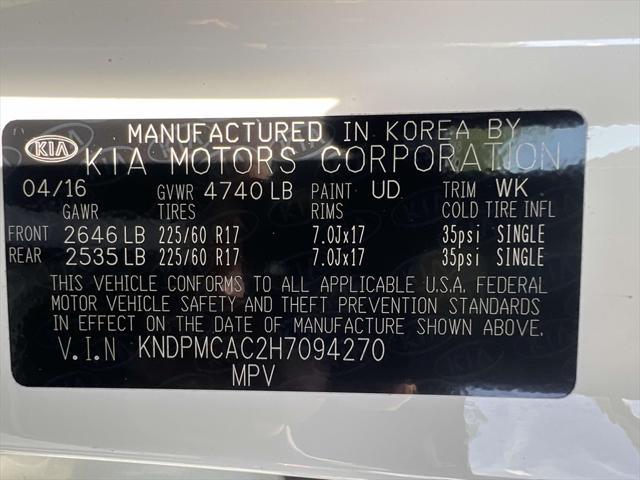 KIA MANUFACTURED IN KOREA BY
KIA MOTORS CORPORATION
04/16 GVWR 4740 LB PAINT UD TRIM WK
GAWR TIRES RIMS COLD TIRE INFL
FRONT 2646 LB 225/60 R17 7.0Jx17 35psi SINGLE
REAR 2535 LB 225/60 R17 7.0Jx17 35psi SINGLE
THIS VEHICLE CONFORMS TO ALL APPLICABLE U.S.A. FEDERAL
MOTOR VEHICLE SAFETY AND THEFT PREVENTION STANDARDS
IN EFFECT ON THE DATE OF MANUFACTURE SHOWN ABOVE.
V.I.N KNDPMCAC2H7094270
MPV